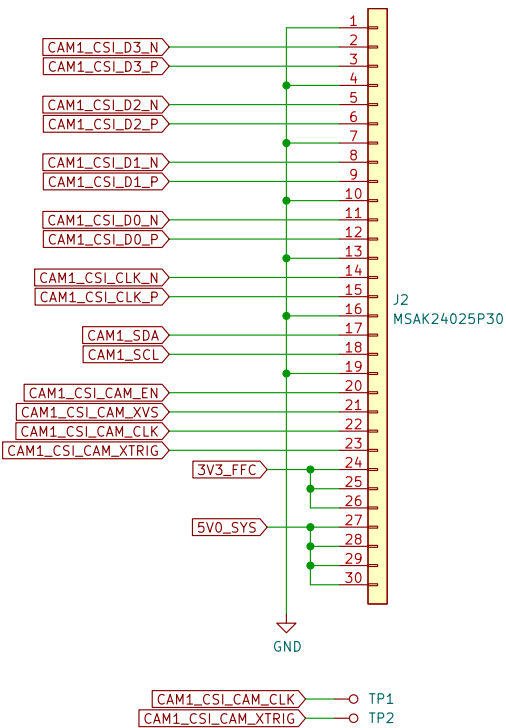 1
CAM1_CSI_D3_N 2
CAM1_CSI_D3_P 3
4
CAM1_CSI_D2_N 5
CAM1_CSI_D2_P 6
7
CAM1_CSI_D1_N 8
CAM1_CSI_D1_P 9
10
CAM1_CSI_D0_N 11
CAM1_CSI_D0_P 12
13
CAM1_CSI_CLK_N 14
CAM1_CSI_CLK_P 15
J2
16
MSAK24025P30
CAM1_SDA 17
CAM1_SCL 18
19
CAM1_CSI_CAM_EN 20
CAM1_CSI_CAM_XVS 21
CAM1_CSI_CAM_CLK 22
CAM1_CSI_CAM_XTRIG 23
3V3_FFC 24
25
26
5V0_SYS 27
28
29
30
GND
CAM1_CSI_CAM_CLK TP1
CAM1_CSI_CAM_XTRIG TP2